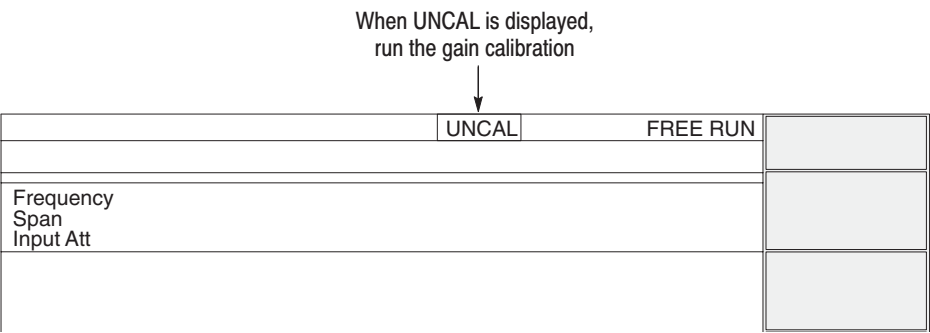 When UNCAL is displayed,
run the gain calibration
UNCAL FREE RUN
Frequency
Span
Input Att